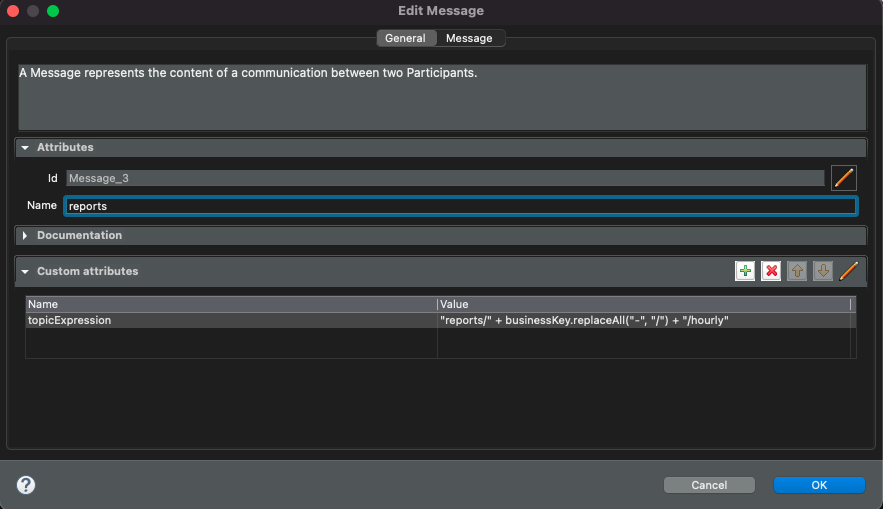 Edit Message
General Message
A Message represents the content of a communication between two Participants.
Attributes
Id Message_3
Name reports
Documentation
Custom attributes
Name Value
topicExpression "reports/" + businessKey.replaceAll("-", "/") + "/hourly"
? Cancel OK